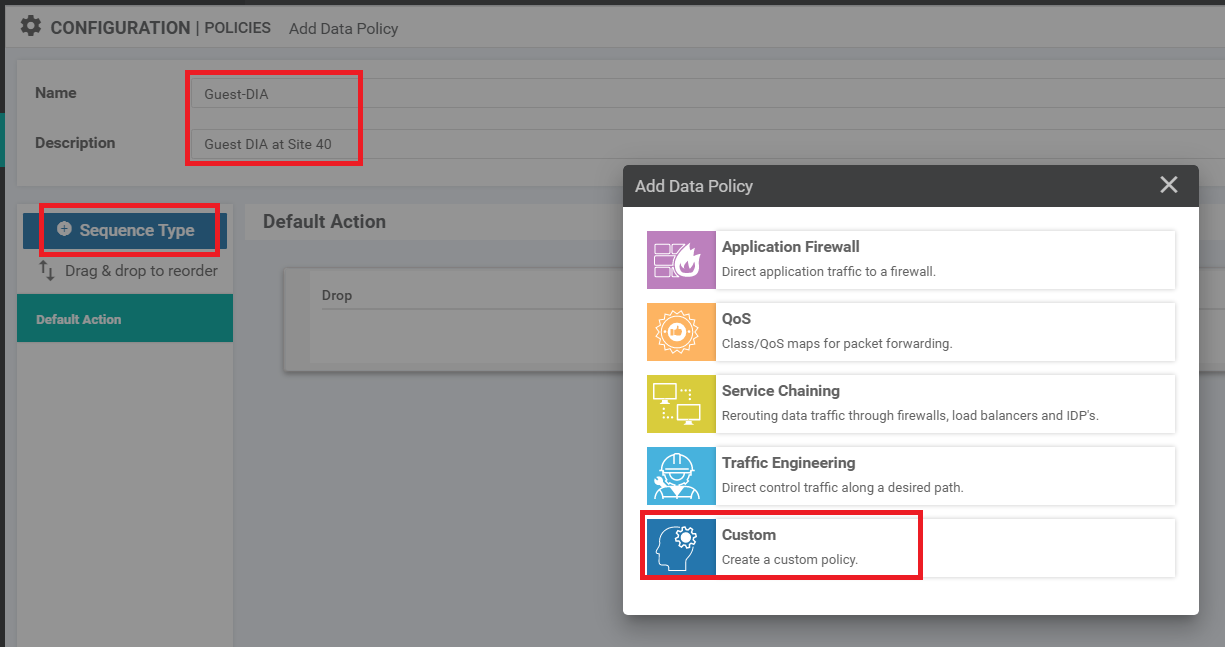 CONFIGURATION | POLICIES Add Data Policy
Name Guest-DIA
Description Guest DIA at Site 40
Sequence Type
Drag & drop to reorder
Default Action
Default Action
Drop
Add Data Policy
Application Firewall
Direct application traffic to a firewall.
QoS
Class/QoS maps for packet forwarding.
Service Chaining
Rerouting data traffic through firewalls, load balancers and IDP's.
Traffic Engineering
Direct control traffic along a desired path.
Custom
Create a custom policy.